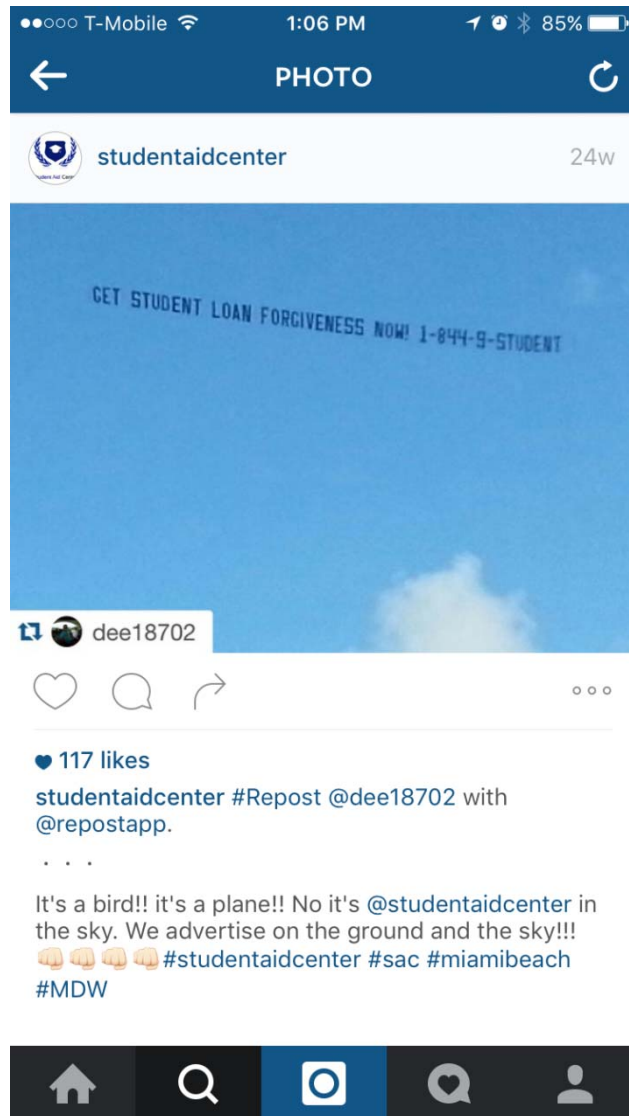 T-Mobile 1:06 PM 85%
PHOTO
studentaidcenter 24w
GET STUDENT LOAN FORGIVENESS NOW! 1-844-9-STUDENT
dee18702
117 likes
studentaidcenter #Repost @dee18702 with
@repostapp.
. . .
It's a bird!! it's a plane!! No it's @studentaidcenter in
the sky. We advertise on the ground and the sky!!!
👊🏻👊🏻👊🏻👊🏻#studentaidcenter #sac #miamibeach
#MDW